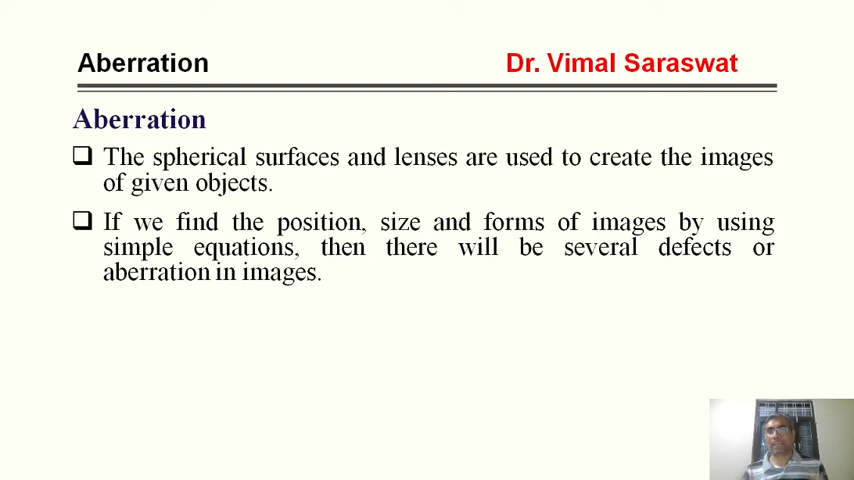 Aberration Dr. Vimal Saraswat
Aberration
❑ The spherical surfaces and lenses are used to create the images
of given objects.
❑ If we find the position, size and forms of images by using
simple equations, then there will be several defects or
aberration in images.